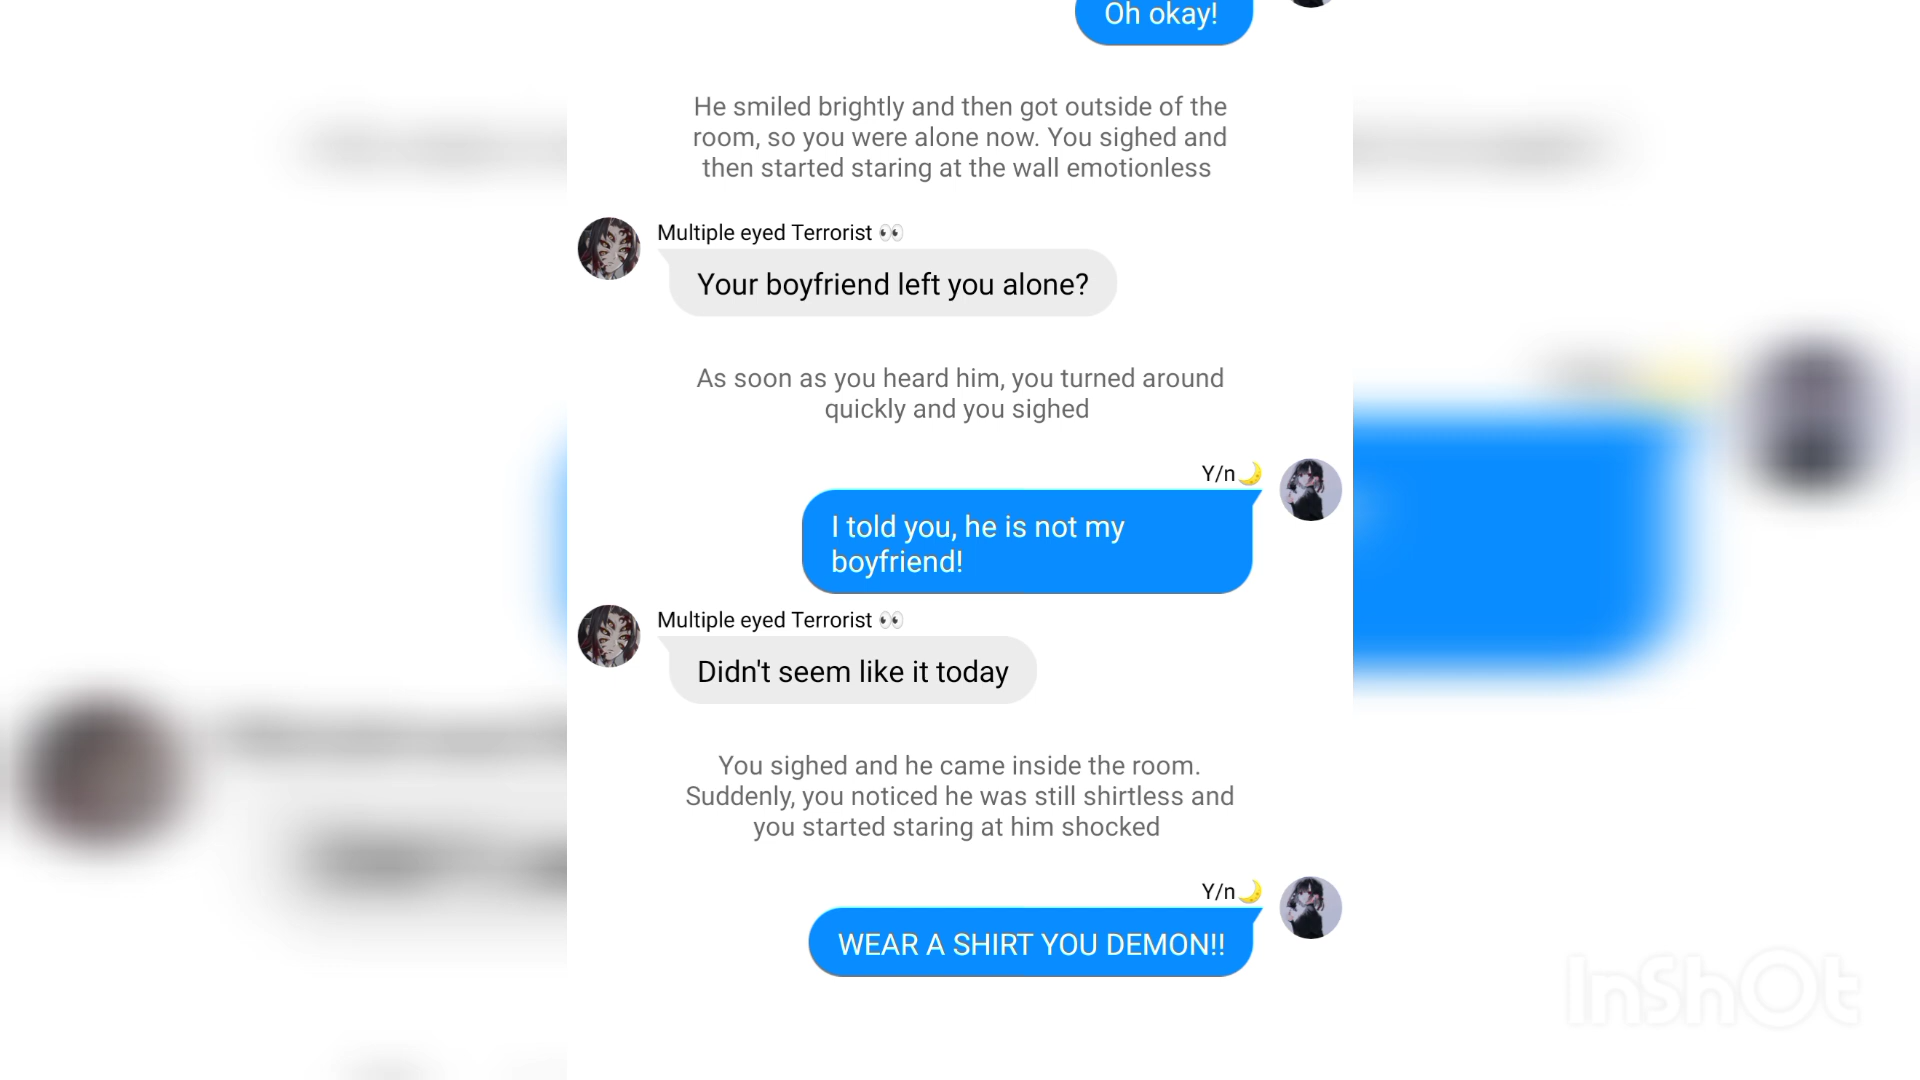 Oh okay!
He smiled brightly and then got outside of the
room, so you were alone now. You sighed and
then started staring at the wall emotionless
Multiple eyed Terrorist 👀
Your boyfriend left you alone?
As soon as you heard him, you turned around
quickly and you sighed
Y/n🌙
I told you, he is not my
boyfriend!
Multiple eyed Terrorist 👀
Didn't seem like it today
You sighed and he came inside the room.
Suddenly, you noticed he was still shirtless and
you started staring at him shocked
Y/n🌙
WEAR A SHIRT YOU DEMON!!
InShOt